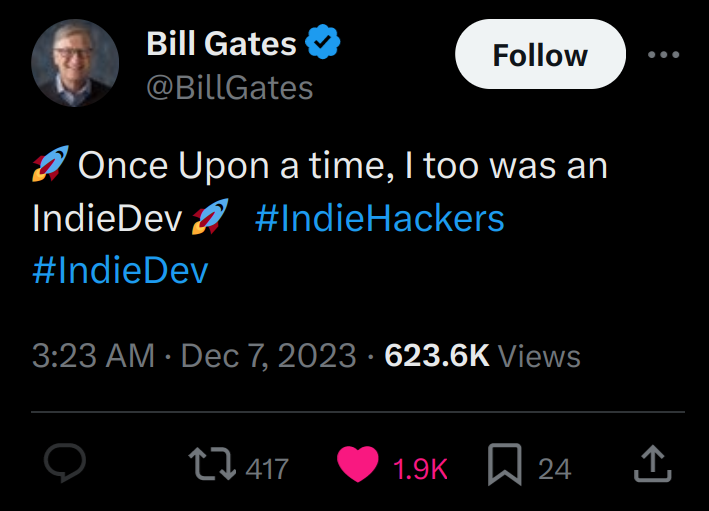 Bill Gates
Follow
@BillGates
🚀 Once Upon a time, I too was an
IndieDev 🚀 #IndieHackers
#IndieDev
3:23 AM · Dec 7, 2023 · 623.6K Views
417 1.9K 24